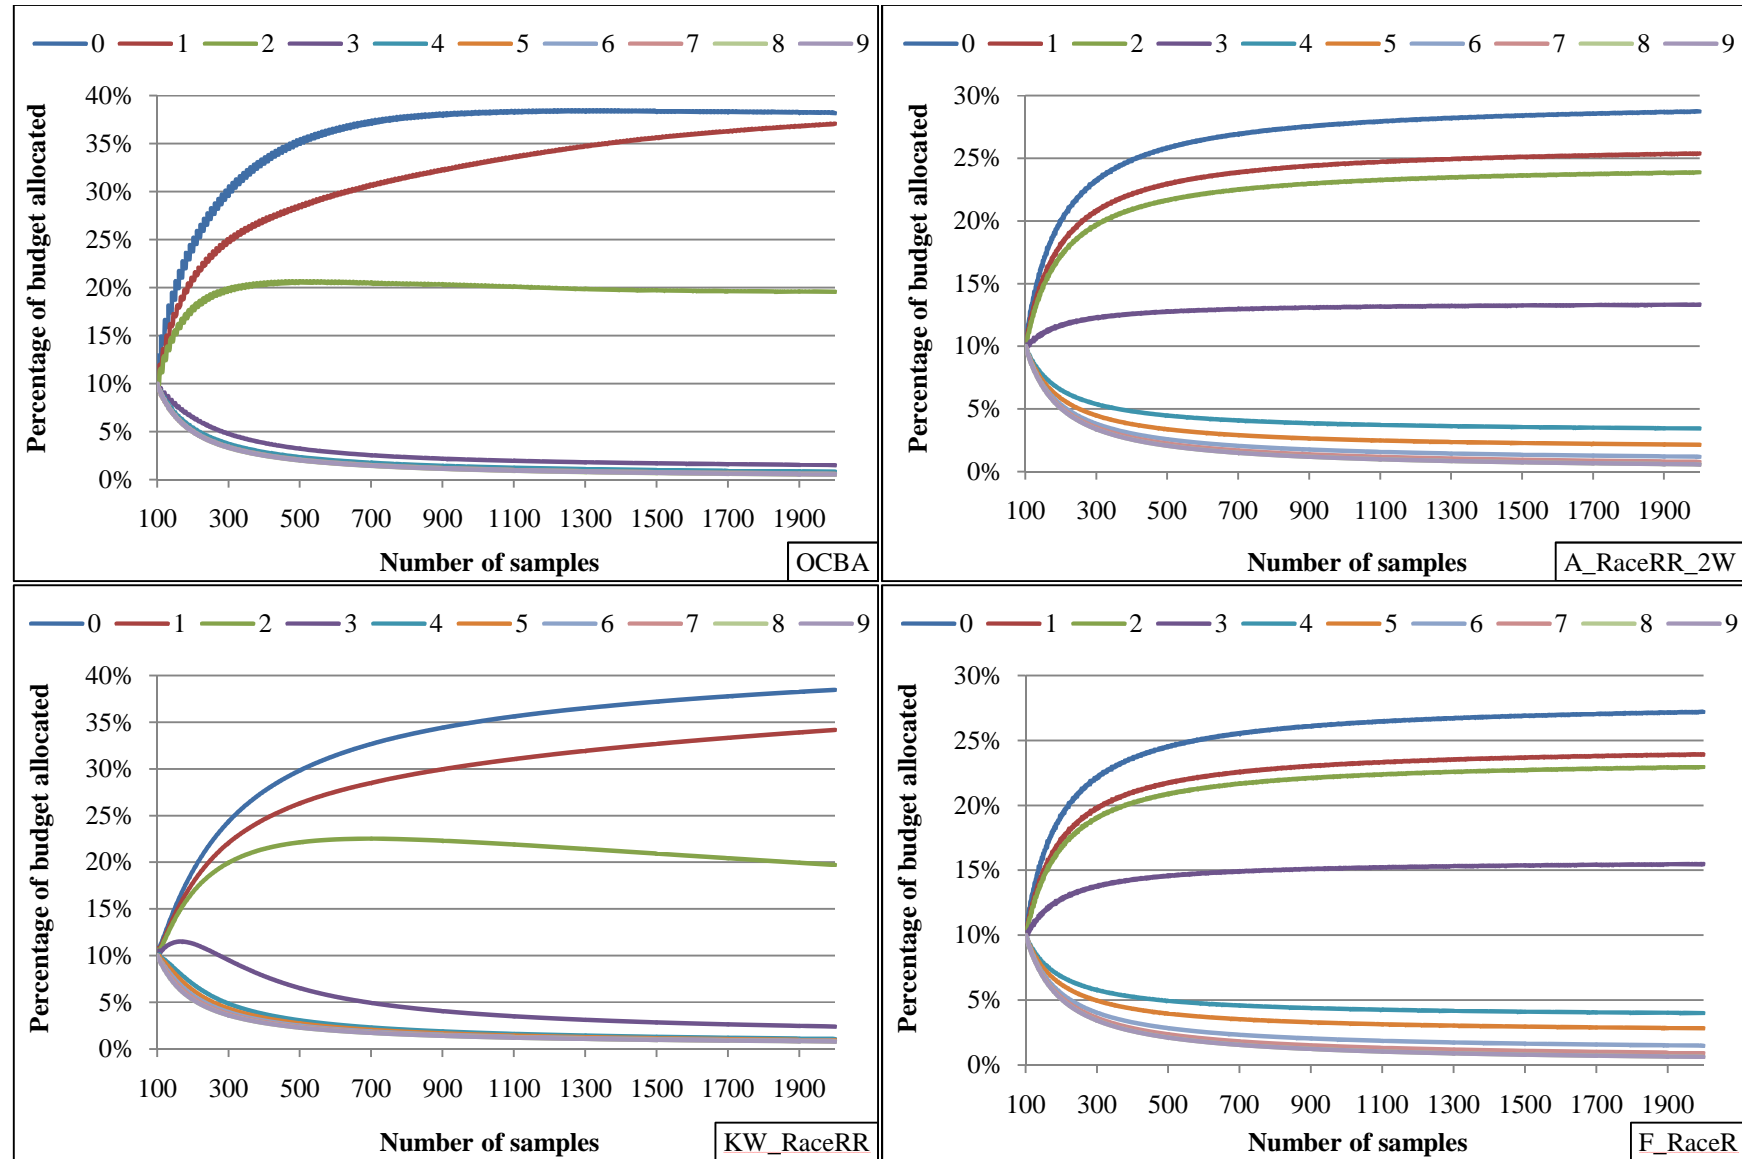 0 1 2 3 4 5 6 7 8 9
Percentage of budget allocated
40%
35%
30%
25%
20%
15%
10%
5%
0%
100 300 500 700 900 1100 1300 1500 1700 1900
Number of samples
OCBA
0 1 2 3 4 5 6 7 8 9
Percentage of budget allocated
30%
25%
20%
15%
10%
5%
0%
100 300 500 700 900 1100 1300 1500 1700 1900
Number of samples
A_RaceRR_2W
0 1 2 3 4 5 6 7 8 9
Percentage of budget allocated
40%
35%
30%
25%
20%
15%
10%
5%
0%
100 300 500 700 900 1100 1300 1500 1700 1900
Number of samples
KW_RaceRR
0 1 2 3 4 5 6 7 8 9
Percentage of budget allocated
30%
25%
20%
15%
10%
5%
0%
100 300 500 700 900 1100 1300 1500 1700 1900
Number of samples
F_RaceR